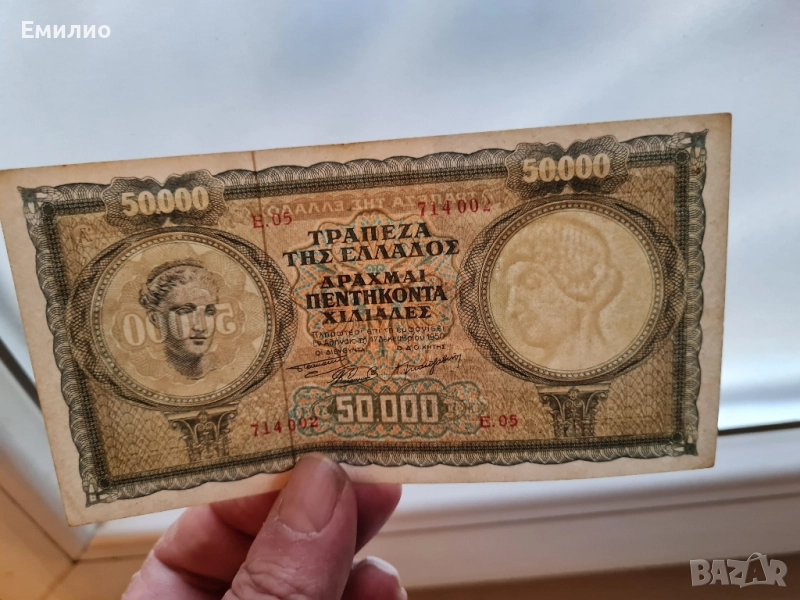 Емилио
50.000 50.000
E.05 714002
ΤΡΑΠΕΖΑ
ΤΗΣ ΕΛΛΑΔΟΣ
ΔΡΑΧΜΑΙ
ΠΕΝΤΗΚΟΝΤΑ
ΧΙΛΙΑΔΕΣ
714002 50.000 E.05
BAZAR